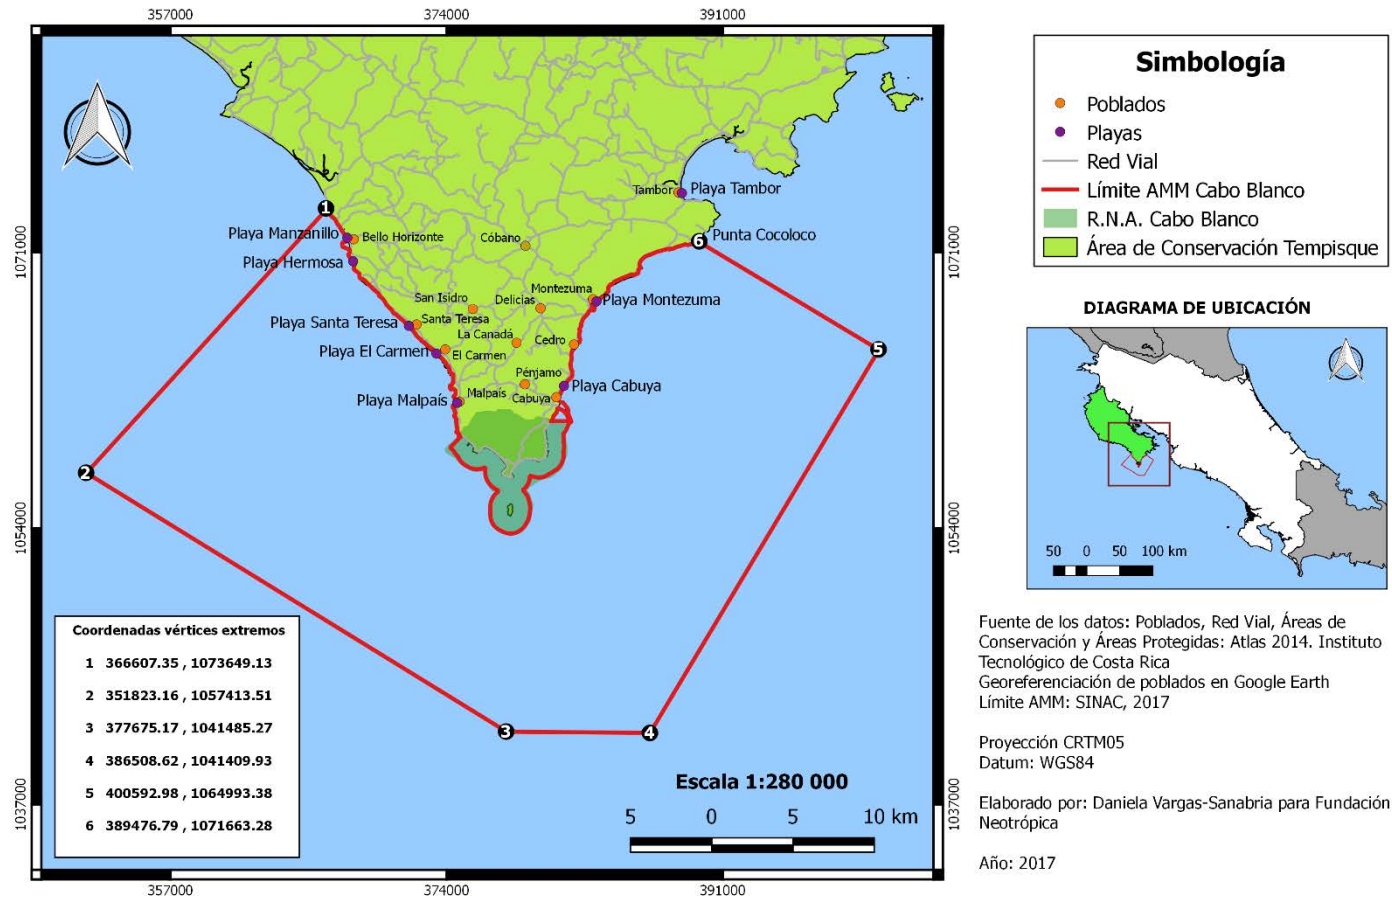 357000
374000
391000
1071000
1054000
1037000
1071000
1054000
1037000
357000
374000
391000
Tambor
Playa Tambor
1
Playa Manzanillo
Bello Horizonte
Cóbano
6
Punta Cocoloco
Playa Hermosa
Montezuma
San Isidro
Delicias
Playa Montezuma
Playa Santa Teresa
Santa Teresa
La Canadá
Cedro
5
Playa El Carmen
El Carmen
Pénjamo
Playa Cabuya
Playa Malpaís
Malpaís
Cabuya
2
3
4
Coordenadas vértices extremos
1 366607.35 , 1073649.13
2 351823.16 , 1057413.51
3 377675.17 , 1041485.27
4 386508.62 , 1041409.93
5 400592.98 , 1064993.38
6 389476.79 , 1071663.28
Escala 1:280 000
5 0 5 10 km
Simbología
Poblados
Playas
Red Vial
Límite AMM Cabo Blanco
R.N.A. Cabo Blanco
Área de Conservación Tempisque
DIAGRAMA DE UBICACIÓN
50 0 50 100 km
Fuente de los datos: Poblados, Red Vial, Áreas de
Conservación y Áreas Protegidas: Atlas 2014. Instituto
Tecnológico de Costa Rica
Georeferenciación de poblados en Google Earth
Límite AMM: SINAC, 2017
Proyección CRTM05
Datum: WGS84
Elaborado por: Daniela Vargas-Sanabria para Fundación
Neotrópica
Año: 2017